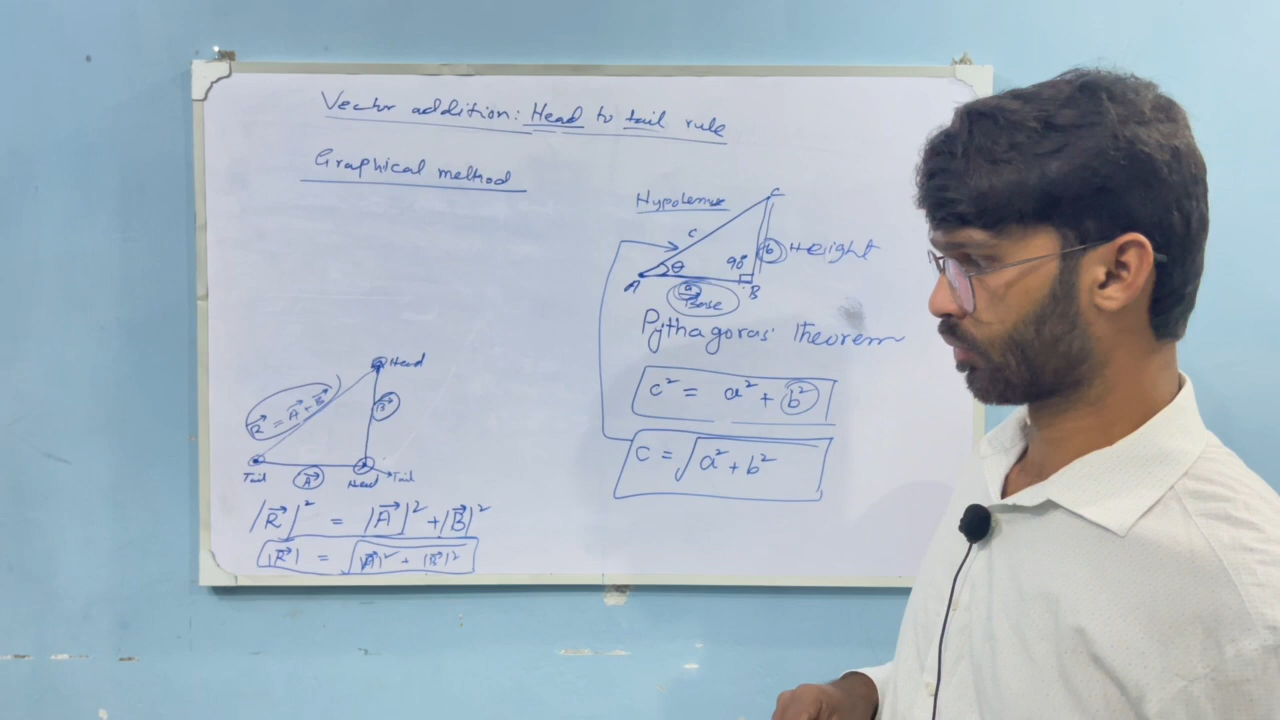 Vector addition: Head to tail rule
Graphical method
Hypotenuse
C
c
b Height
θ
90°
A
a
B
Base
Pythagoras' theorem
c² = a² + b²
c = √a² + b²
Head
R⃗ = A⃗ + B⃗
B⃗
Tail
A⃗
Head
Tail
|R⃗|² = |A⃗|² + |B⃗|²
|R⃗| = √|A⃗|² + |B⃗|²